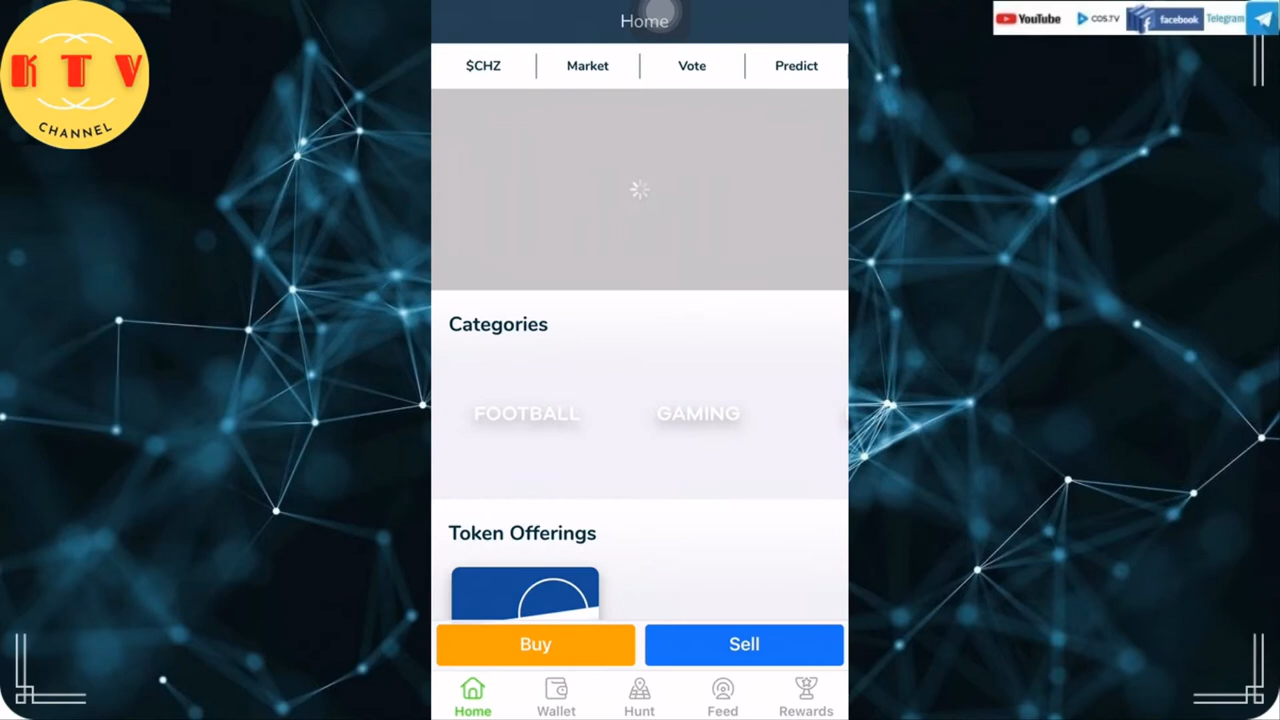 KTV
CHANNEL
YouTube
COS.TV
facebook
Telegram
Home
$CHZ
Market
Vote
Predict
Categories
FOOTBALL
GAMING
Token Offerings
Buy
Sell
Home
Wallet
Hunt
Feed
Rewards